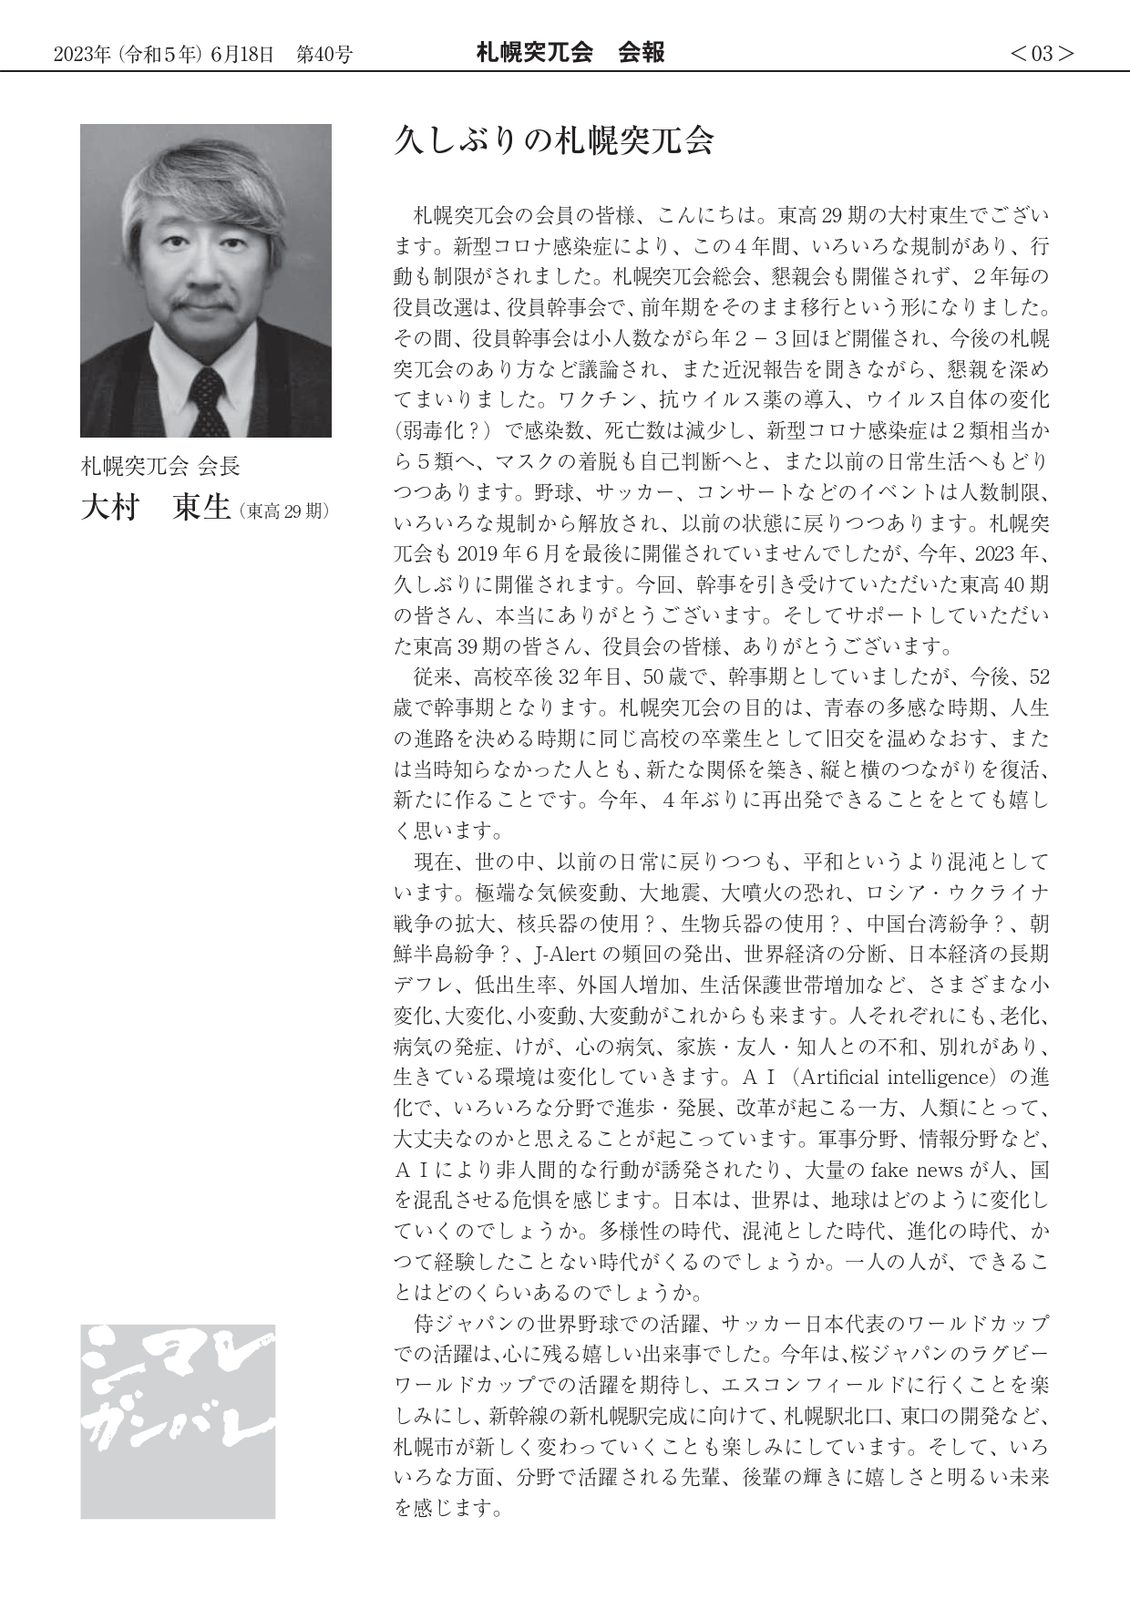 2023年（令和５年）６月18日　第40号
札幌突兀会　会報
＜03＞
札幌突兀会 会長
大村　東生（東高29期）
久しぶりの札幌突兀会
　札幌突兀会の会員の皆様、こんにちは。東高29期の大村東生でござい
ます。新型コロナ感染症により、この４年間、いろいろな規制があり、行
動も制限がされました。札幌突兀会総会、懇親会も開催されず、２年毎の
役員改選は、役員幹事会で、前年期をそのまま移行という形になりました。
その間、役員幹事会は小人数ながら年２－３回ほど開催され、今後の札幌
突兀会のあり方など議論され、また近況報告を聞きながら、懇親を深め
てまいりました。ワクチン、抗ウイルス薬の導入、ウイルス自体の変化
（弱毒化？）で感染数、死亡数は減少し、新型コロナ感染症は２類相当か
ら５類へ、マスクの着脱も自己判断へと、また以前の日常生活へもどり
つつあります。野球、サッカー、コンサートなどのイベントは人数制限、
いろいろな規制から解放され、以前の状態に戻りつつあります。札幌突
兀会も2019年６月を最後に開催されていませんでしたが、今年、2023年、
久しぶりに開催されます。今回、幹事を引き受けていただいた東高40期
の皆さん、本当にありがとうございます。そしてサポートしていただい
た東高39期の皆さん、役員会の皆様、ありがとうございます。
　従来、高校卒後32年目、50歳で、幹事期としていましたが、今後、52
歳で幹事期となります。札幌突兀会の目的は、青春の多感な時期、人生
の進路を決める時期に同じ高校の卒業生として旧交を温めなおす、また
は当時知らなかった人とも、新たな関係を築き、縦と横のつながりを復活、
新たに作ることです。今年、４年ぶりに再出発できることをとても嬉し
く思います。
　現在、世の中、以前の日常に戻りつつも、平和というより混沌として
います。極端な気候変動、大地震、大噴火の恐れ、ロシア・ウクライナ
戦争の拡大、核兵器の使用？、生物兵器の使用？、中国台湾紛争？、朝
鮮半島紛争？、J-Alertの頻回の発出、世界経済の分断、日本経済の長期
デフレ、低出生率、外国人増加、生活保護世帯増加など、さまざまな小
変化、大変化、小変動、大変動がこれからも来ます。人それぞれにも、老化、
病気の発症、けが、心の病気、家族・友人・知人との不和、別れがあり、
生きている環境は変化していきます。ＡＩ（Artificial intelligence）の進
化で、いろいろな分野で進歩・発展、改革が起こる一方、人類にとって、
大丈夫なのかと思えることが起こっています。軍事分野、情報分野など、
ＡＩにより非人間的な行動が誘発されたり、大量のfake newsが人、国
を混乱させる危惧を感じます。日本は、世界は、地球はどのように変化し
ていくのでしょうか。多様性の時代、混沌とした時代、進化の時代、か
つて経験したことない時代がくるのでしょうか。一人の人が、できるこ
とはどのくらいあるのでしょうか。
　侍ジャパンの世界野球での活躍、サッカー日本代表のワールドカップ
での活躍は、心に残る嬉しい出来事でした。今年は、桜ジャパンのラグビー
ワールドカップでの活躍を期待し、エスコンフィールドに行くことを楽
しみにし、新幹線の新札幌駅完成に向けて、札幌駅北口、東口の開発など、
札幌市が新しく変わっていくことも楽しみにしています。そして、いろ
いろな方面、分野で活躍される先輩、後輩の輝きに嬉しさと明るい未来
を感じます。
シマレ
ガンバレ